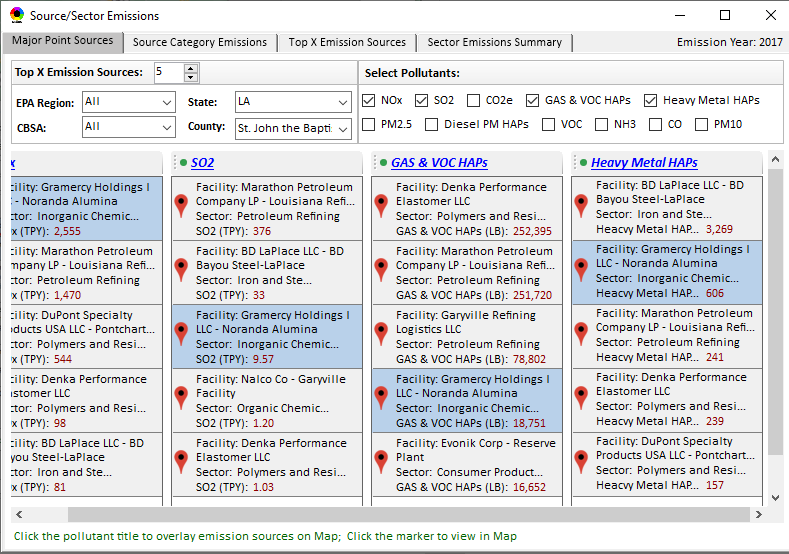 Source/Sector Emissions
Major Point Sources
Source Category Emissions
Top X Emission Sources
Sector Emissions Summary
Emission Year: 2017
Top X Emission Sources: 5
Select Pollutants:
EPA Region: All
State: LA
CBSA: All
County: St. John the Bapti:
NOx SO2 CO2e GAS & VOC HAPs Heavy Metal HAPs
PM2.5 Diesel PM HAPs VOC NH3 CO PM10
x
cility: Gramercy Holdings I
C - Noranda Alumina
ctor: Inorganic Chemic...
x (TPY): 2,555
cility: Marathon Petroleum
mpany LP - Louisiana Refi...
ctor: Petroleum Refining
x (TPY): 1,470
cility: DuPont Specialty
oducts USA LLC - Pontchart...
ctor: Polymers and Resi...
x (TPY): 544
cility: Denka Performance
astomer LLC
ctor: Polymers and Resi...
x (TPY): 98
cility: BD LaPlace LLC - BD
you Steel-LaPlace
ctor: Iron and Ste...
x (TPY): 81
SO2
Facility: Marathon Petroleum
Company LP - Louisiana Refi...
Sector: Petroleum Refining
SO2 (TPY): 376
Facility: BD LaPlace LLC - BD
Bayou Steel-LaPlace
Sector: Iron and Ste...
SO2 (TPY): 33
Facility: Gramercy Holdings I
LLC - Noranda Alumina
Sector: Inorganic Chemic...
SO2 (TPY): 9.57
Facility: Nalco Co - Garyville
Facility
Sector: Organic Chemic...
SO2 (TPY): 1.20
Facility: Denka Performance
Elastomer LLC
Sector: Polymers and Resi...
SO2 (TPY): 1.03
GAS & VOC HAPs
Facility: Denka Performance
Elastomer LLC
Sector: Polymers and Resi...
GAS & VOC HAPs (LB): 252,395
Facility: Marathon Petroleum
Company LP - Louisiana Refi...
Sector: Petroleum Refining
GAS & VOC HAPs (LB): 251,720
Facility: Garyville Refining
Logistics LLC
Sector: Petroleum Refining
GAS & VOC HAPs (LB): 78,802
Facility: Gramercy Holdings I
LLC - Noranda Alumina
Sector: Inorganic Chemic...
GAS & VOC HAPs (LB): 18,751
Facility: Evonik Corp - Reserve
Plant
Sector: Consumer Product...
GAS & VOC HAPs (LB): 16,652
Heavy Metal HAPs
Facility: BD LaPlace LLC - BD
Bayou Steel-LaPlace
Sector: Iron and Ste...
Heavy Metal HAP... 3,269
Facility: Gramercy Holdings I
LLC - Noranda Alumina
Sector: Inorganic Chemic...
Heavy Metal HAP... 606
Facility: Marathon Petroleum
Company LP - Louisiana Refi...
Sector: Petroleum Refining
Heavy Metal HAP... 241
Facility: Denka Performance
Elastomer LLC
Sector: Polymers and Resi...
Heavy Metal HAP... 239
Facility: DuPont Specialty
Products USA LLC - Pontchart...
Sector: Polymers and Resi...
Heavy Metal HAP... 157
Click the pollutant title to overlay emission sources on Map; Click the marker to view in Map